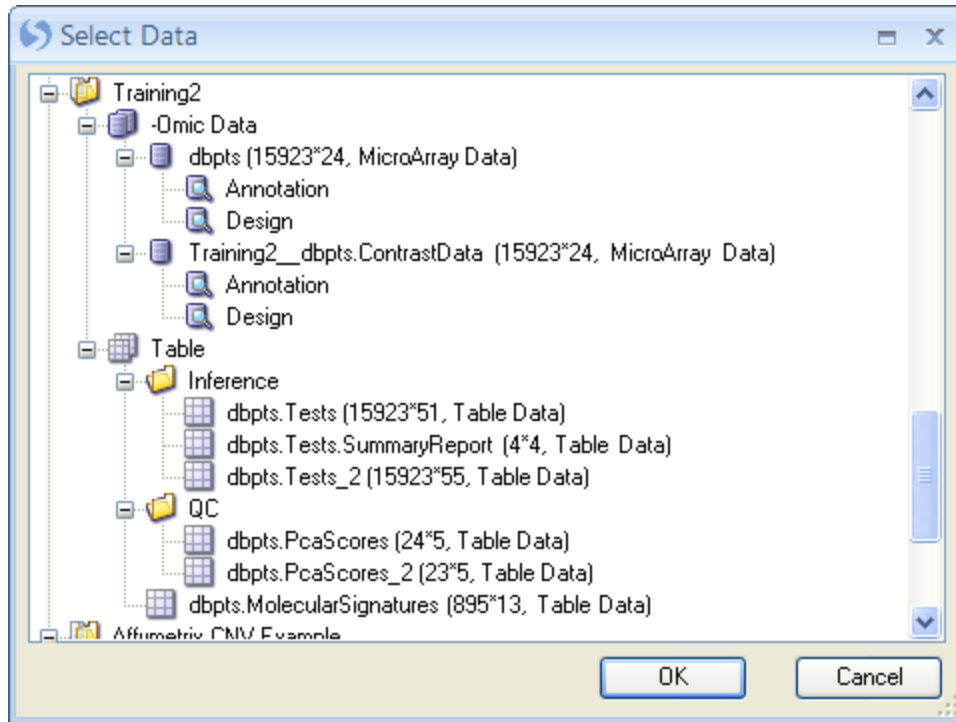 Select Data
Training2
-Omic Data
dbpts (15923*24, MicroArray Data)
Annotation
Design
Training2__dbpts.ContrastData (15923*24, MicroArray Data)
Annotation
Design
Table
Inference
dbpts.Tests (15923*51, Table Data)
dbpts.Tests.SummaryReport (4*4, Table Data)
dbpts.Tests_2 (15923*55, Table Data)
QC
dbpts.PcaScores (24*5, Table Data)
dbpts.PcaScores_2 (23*5, Table Data)
dbpts.MolecularSignatures (895*13, Table Data)
Affymetrix CNV Example
OK Cancel